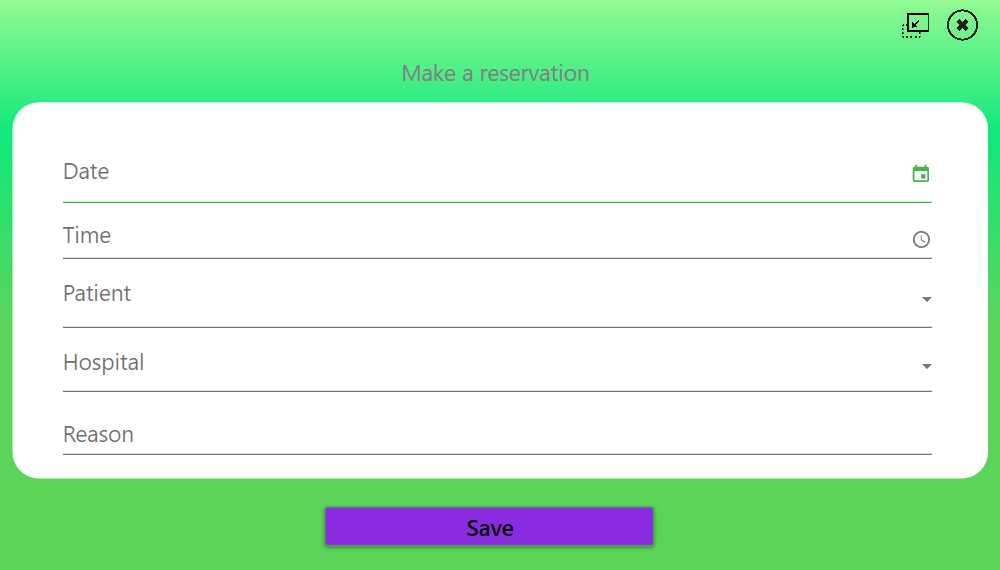 Make a reservation
Date
Time
Patient
Hospital
Reason
Save